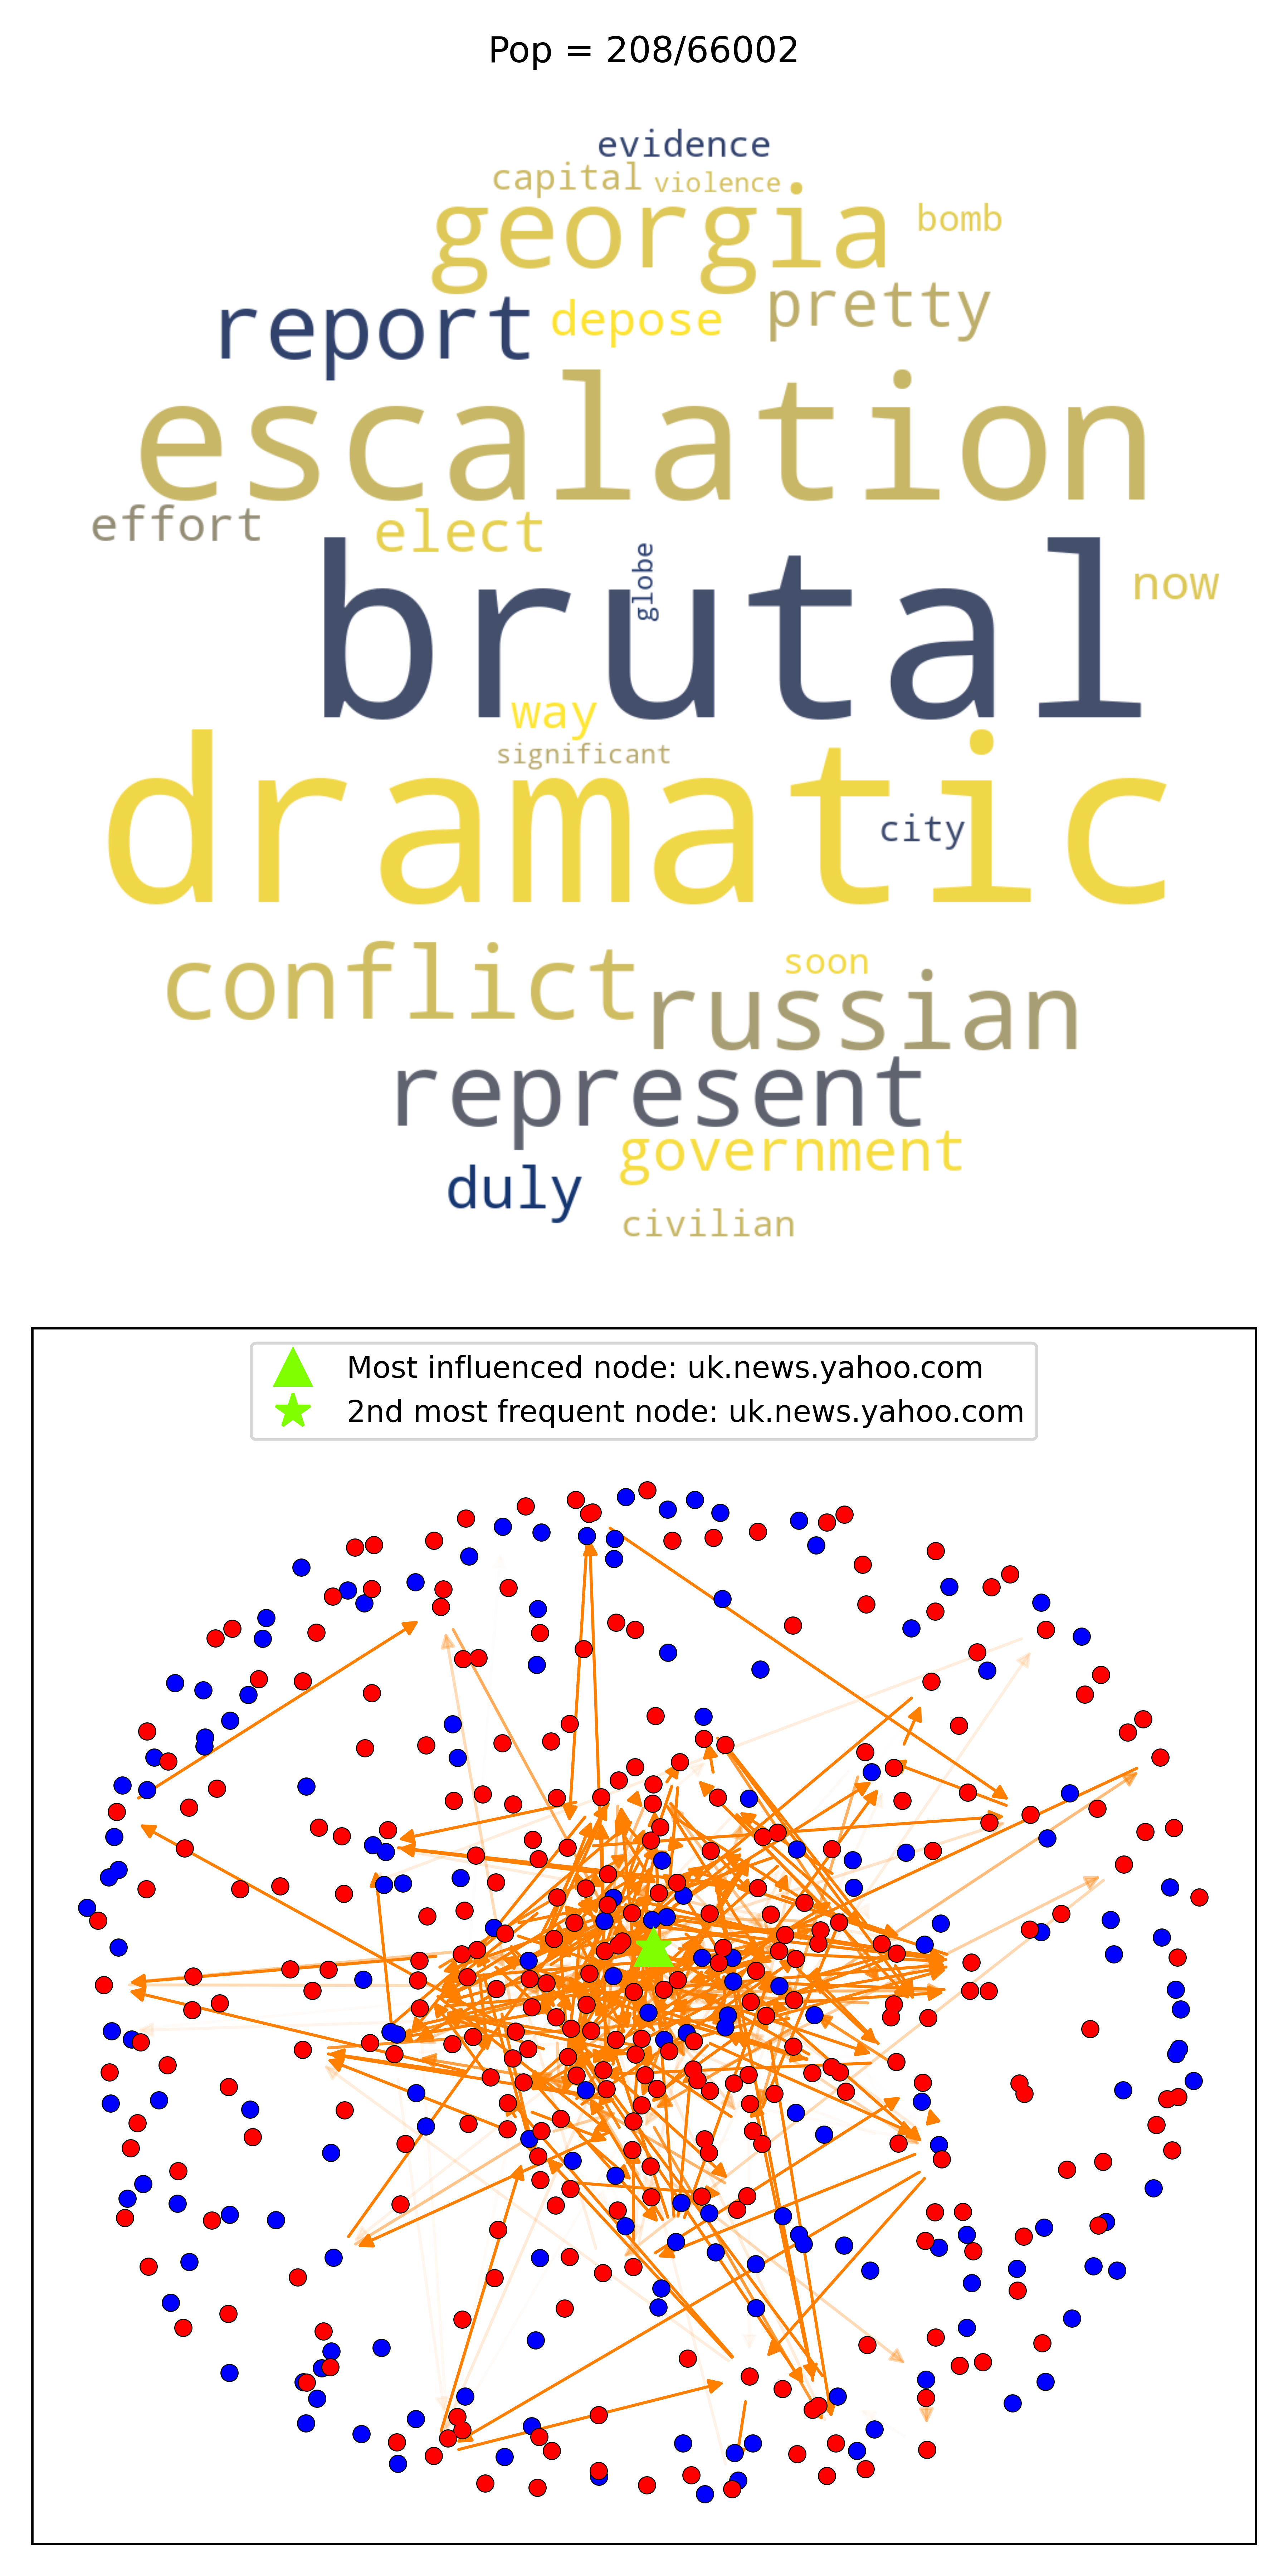 Pop = 208/66002
evidence
capital violence
georgia bomb
report depose pretty
escalation
effort elect
brutal globe now
way
significant
dramatic city
conflict soon
russian
represent
government
duly
civilian
Most influenced node: uk.news.yahoo.com
2nd most frequent node: uk.news.yahoo.com